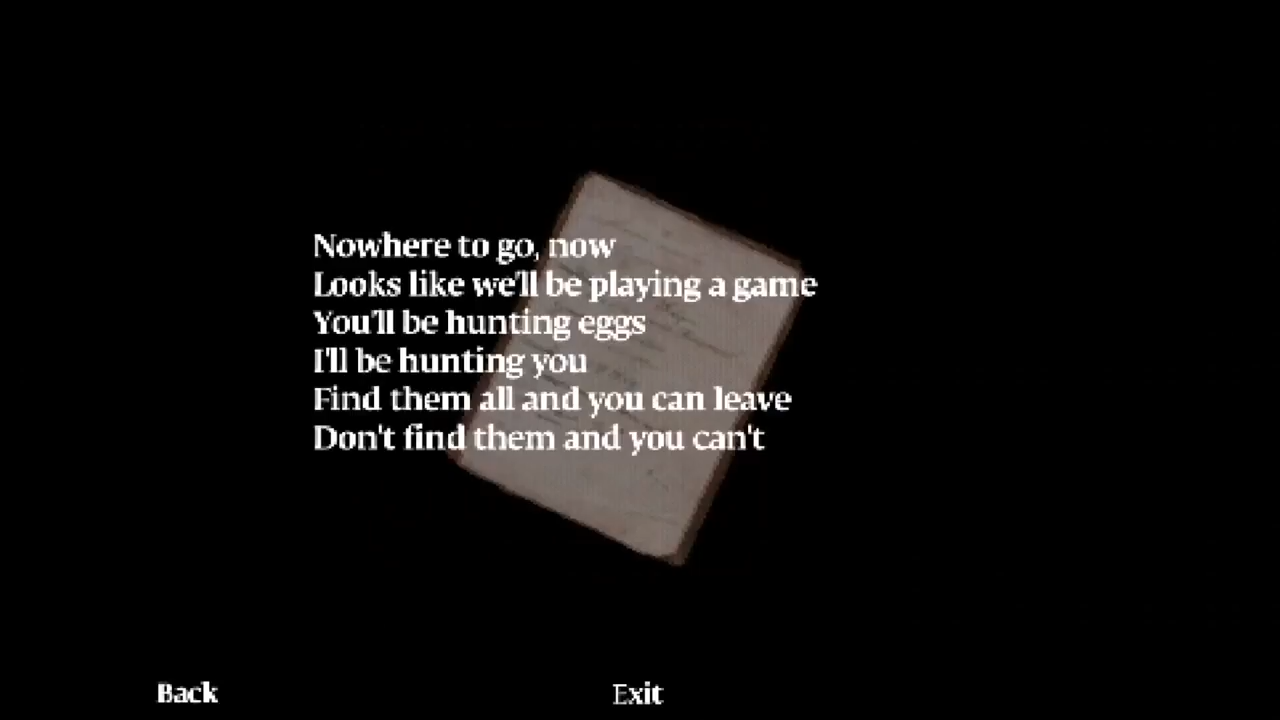 Nowhere to go, now
Looks like we'll be playing a game
You'll be hunting eggs
I'll be hunting you
Find them all and you can leave
Don't find them and you can't
Back
Exit